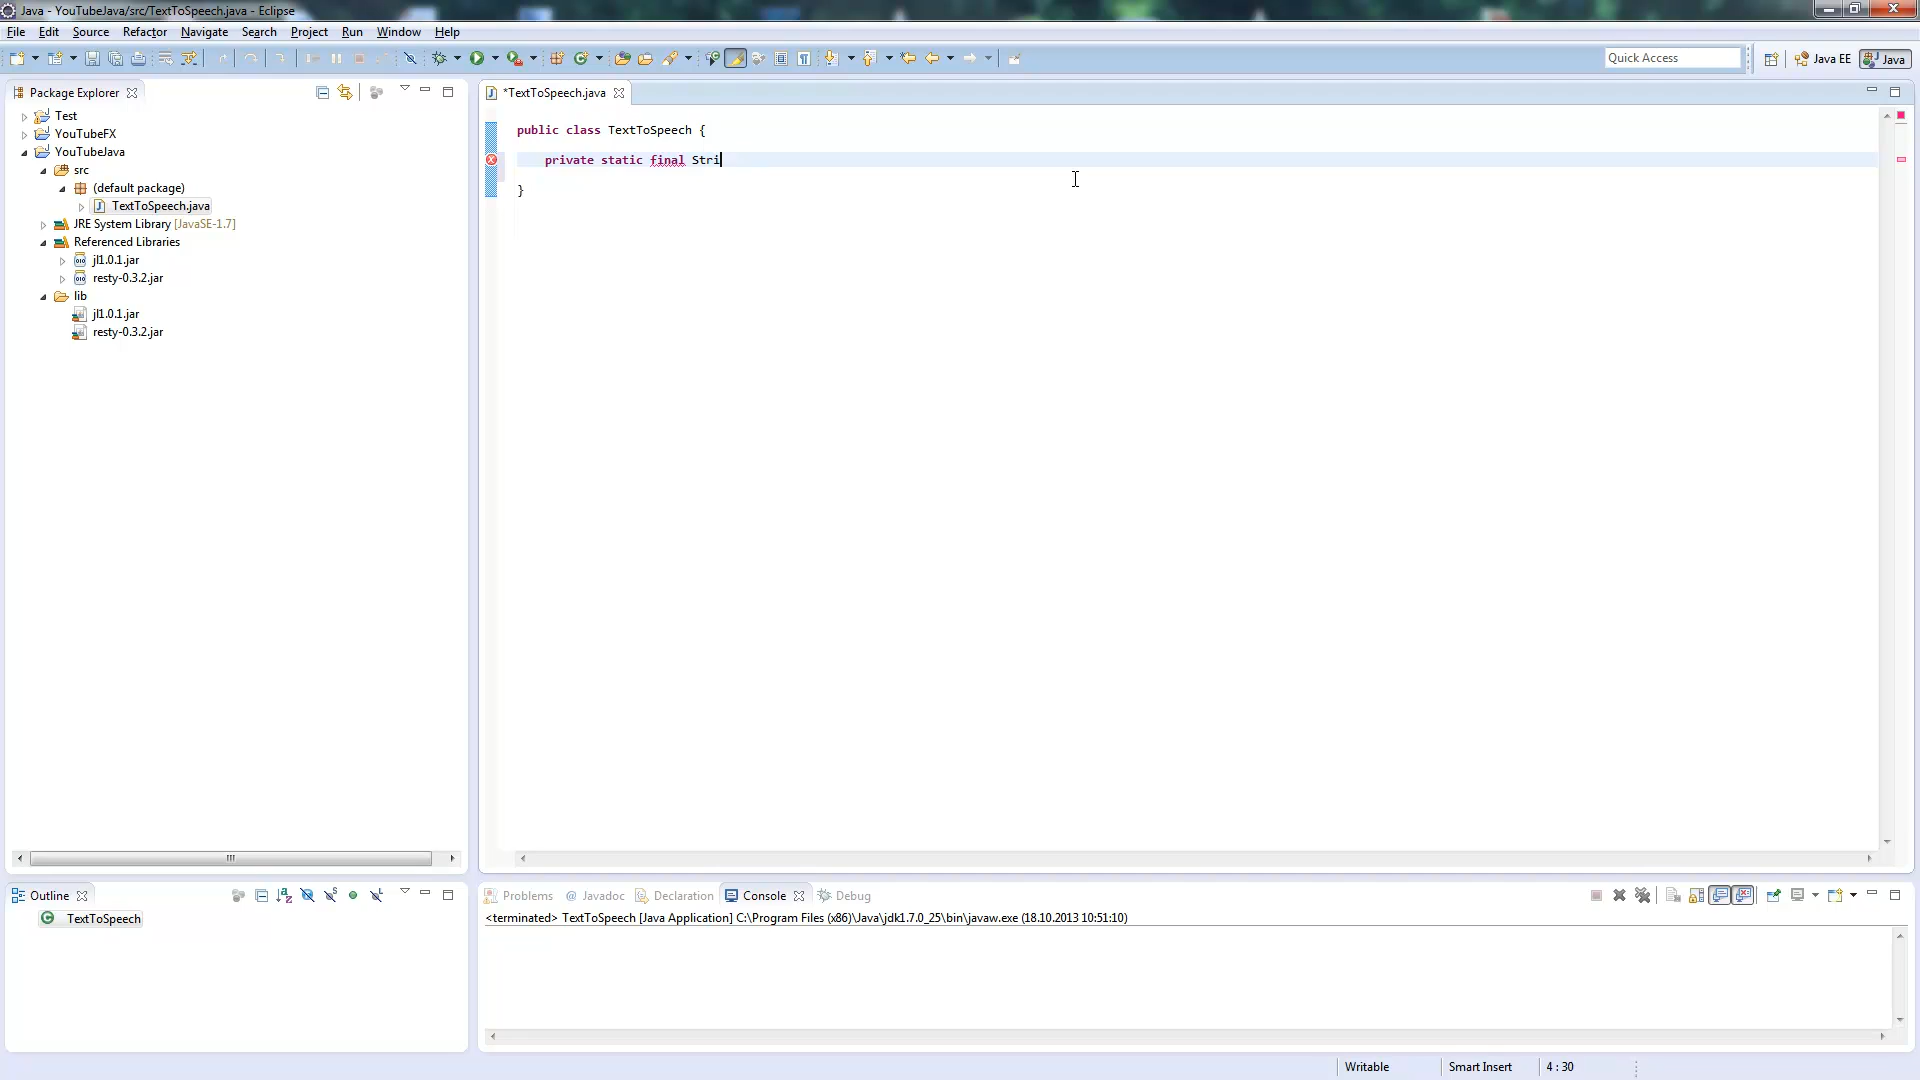 Java - YouTubeJava/src/TextToSpeech.java - Eclipse
File Edit Source Refactor Navigate Search Project Run Window Help
Quick Access
Java EE
Java
Package Explorer
Test
YouTubeFX
YouTubeJava
src
(default package)
TextToSpeech.java
JRE System Library [JavaSE-1.7]
Referenced Libraries
jl1.0.1.jar
resty-0.3.2.jar
lib
jl1.0.1.jar
resty-0.3.2.jar
*TextToSpeech.java
public class TextToSpeech {
private static final Stri
}
Outline
TextToSpeech
Problems @ Javadoc Declaration Console Debug
<terminated> TextToSpeech [Java Application] C:\Program Files (x86)\Java\jdk1.7.0_25\bin\javaw.exe (18.10.2013 10:51:10)
Writable Smart Insert 4 : 30